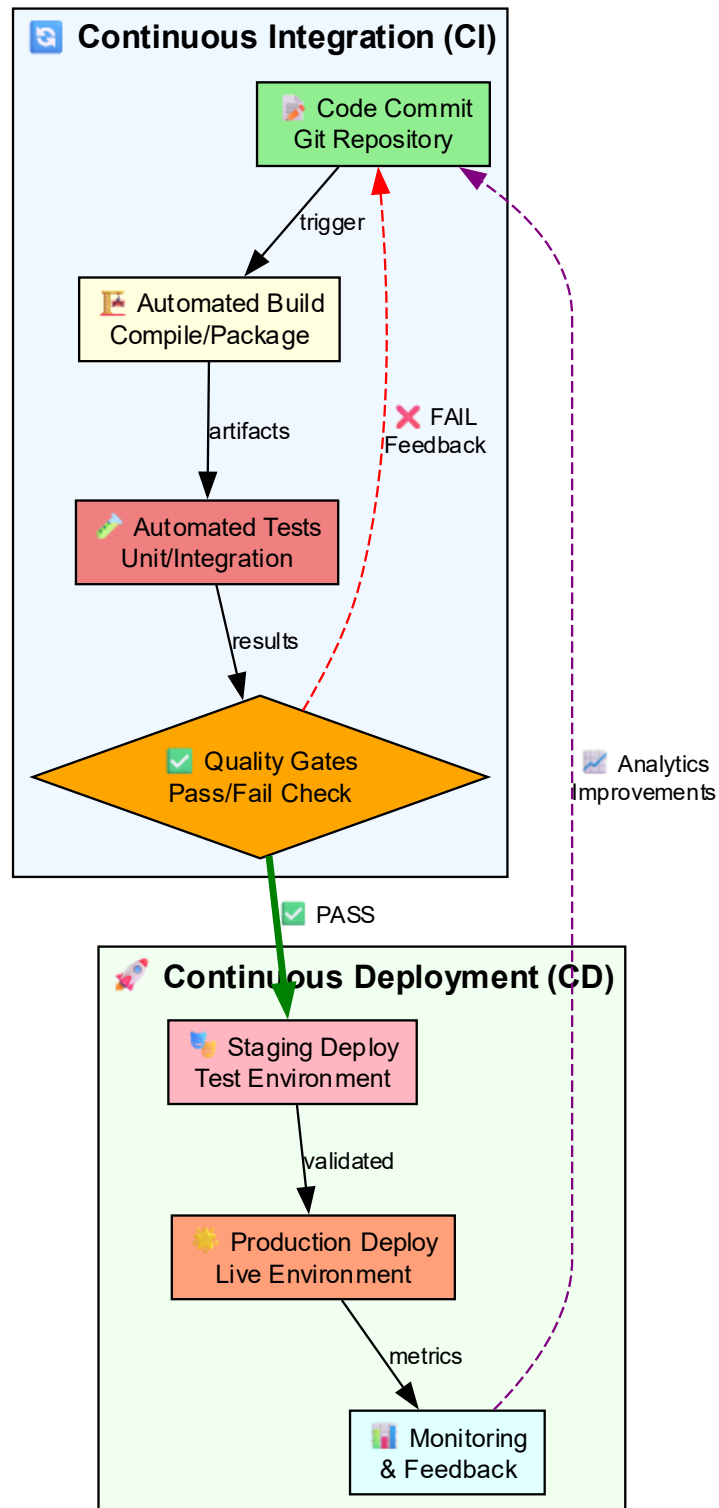 🔄 Continuous Integration (CI)
📝 Code Commit
Git Repository
trigger
🏗️ Automated Build
Compile/Package
artifacts
❌ FAIL
Feedback
🧪 Automated Tests
Unit/Integration
results
✅ Quality Gates
Pass/Fail Check
📈 Analytics
Improvements
✅ PASS
🚀 Continuous Deployment (CD)
🎭 Staging Deploy
Test Environment
validated
🌟 Production Deploy
Live Environment
metrics
📊 Monitoring
& Feedback